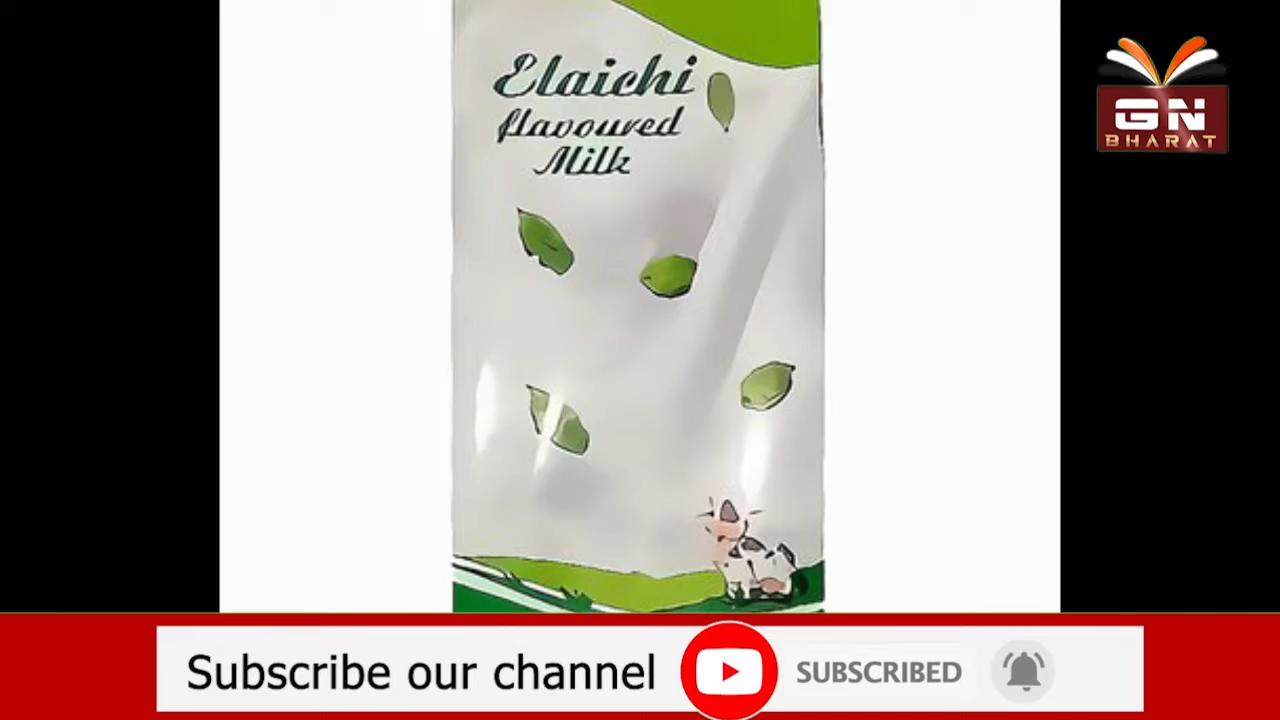 Elaichi
flavoured
Milk
GN
BHARAT
Subscribe our channel
SUBSCRIBED